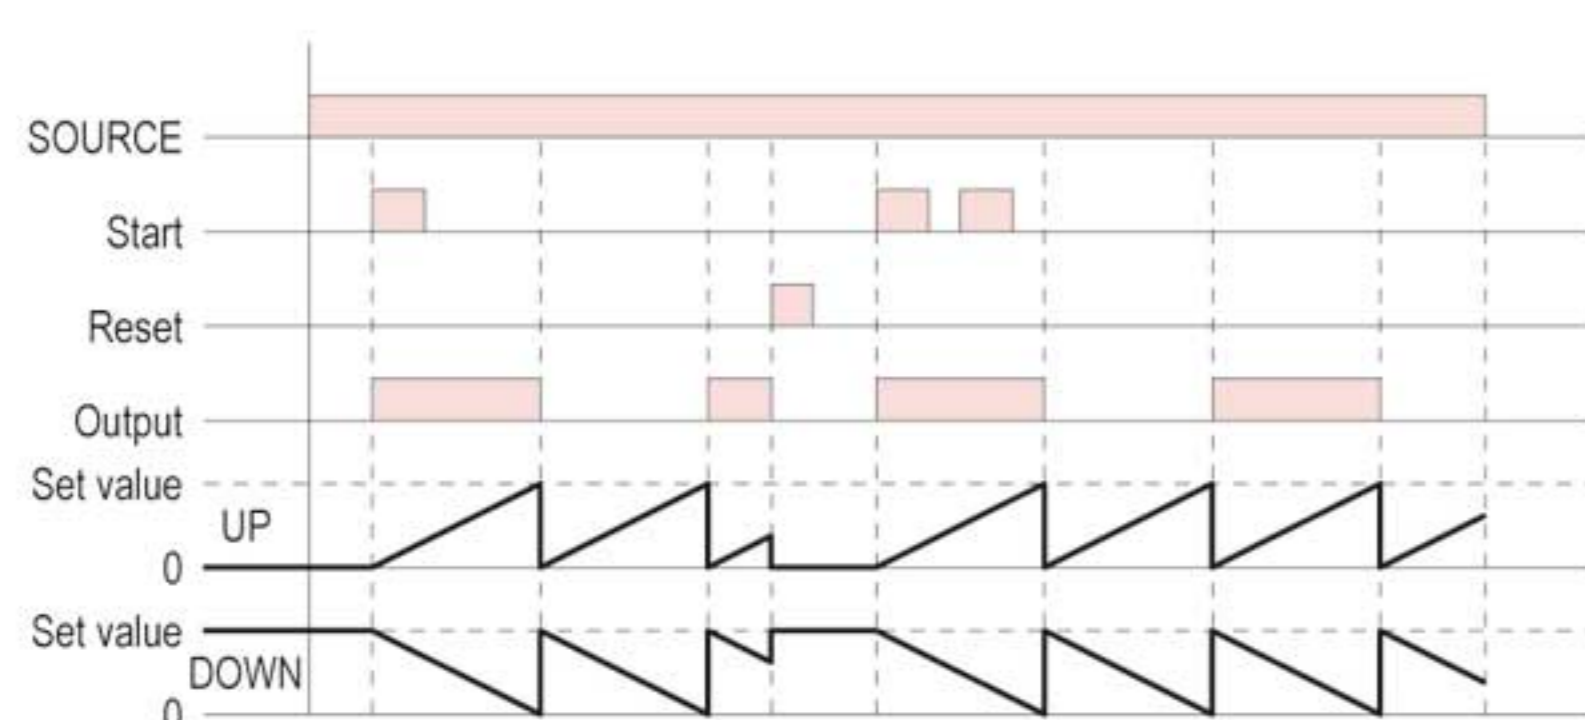 SOURCE
Start
Reset
Output
Set value
UP
0
Set value
DOWN
0